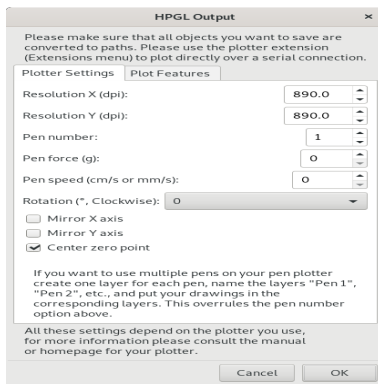 HPGL Output
Please make sure that all objects you want to save are
converted to paths. Please use the plotter extension
(Extensions menu) to plot directly over a serial connection.
Plotter Settings Plot Features
Resolution X (dpi): 890.0
Resolution Y (dpi): 890.0
Pen number: 1
Pen force (g): 0
Pen speed (cm/s or mm/s): 0
Rotation (°, Clockwise): 0
Mirror X axis
Mirror Y axis
Center zero point
If you want to use multiple pens on your pen plotter
create one layer for each pen, name the layers "Pen 1",
"Pen 2", etc., and put your drawings in the
corresponding layers. This overrules the pen number
option above.
All these settings depend on the plotter you use,
for more information please consult the manual
or homepage for your plotter.
Cancel OK